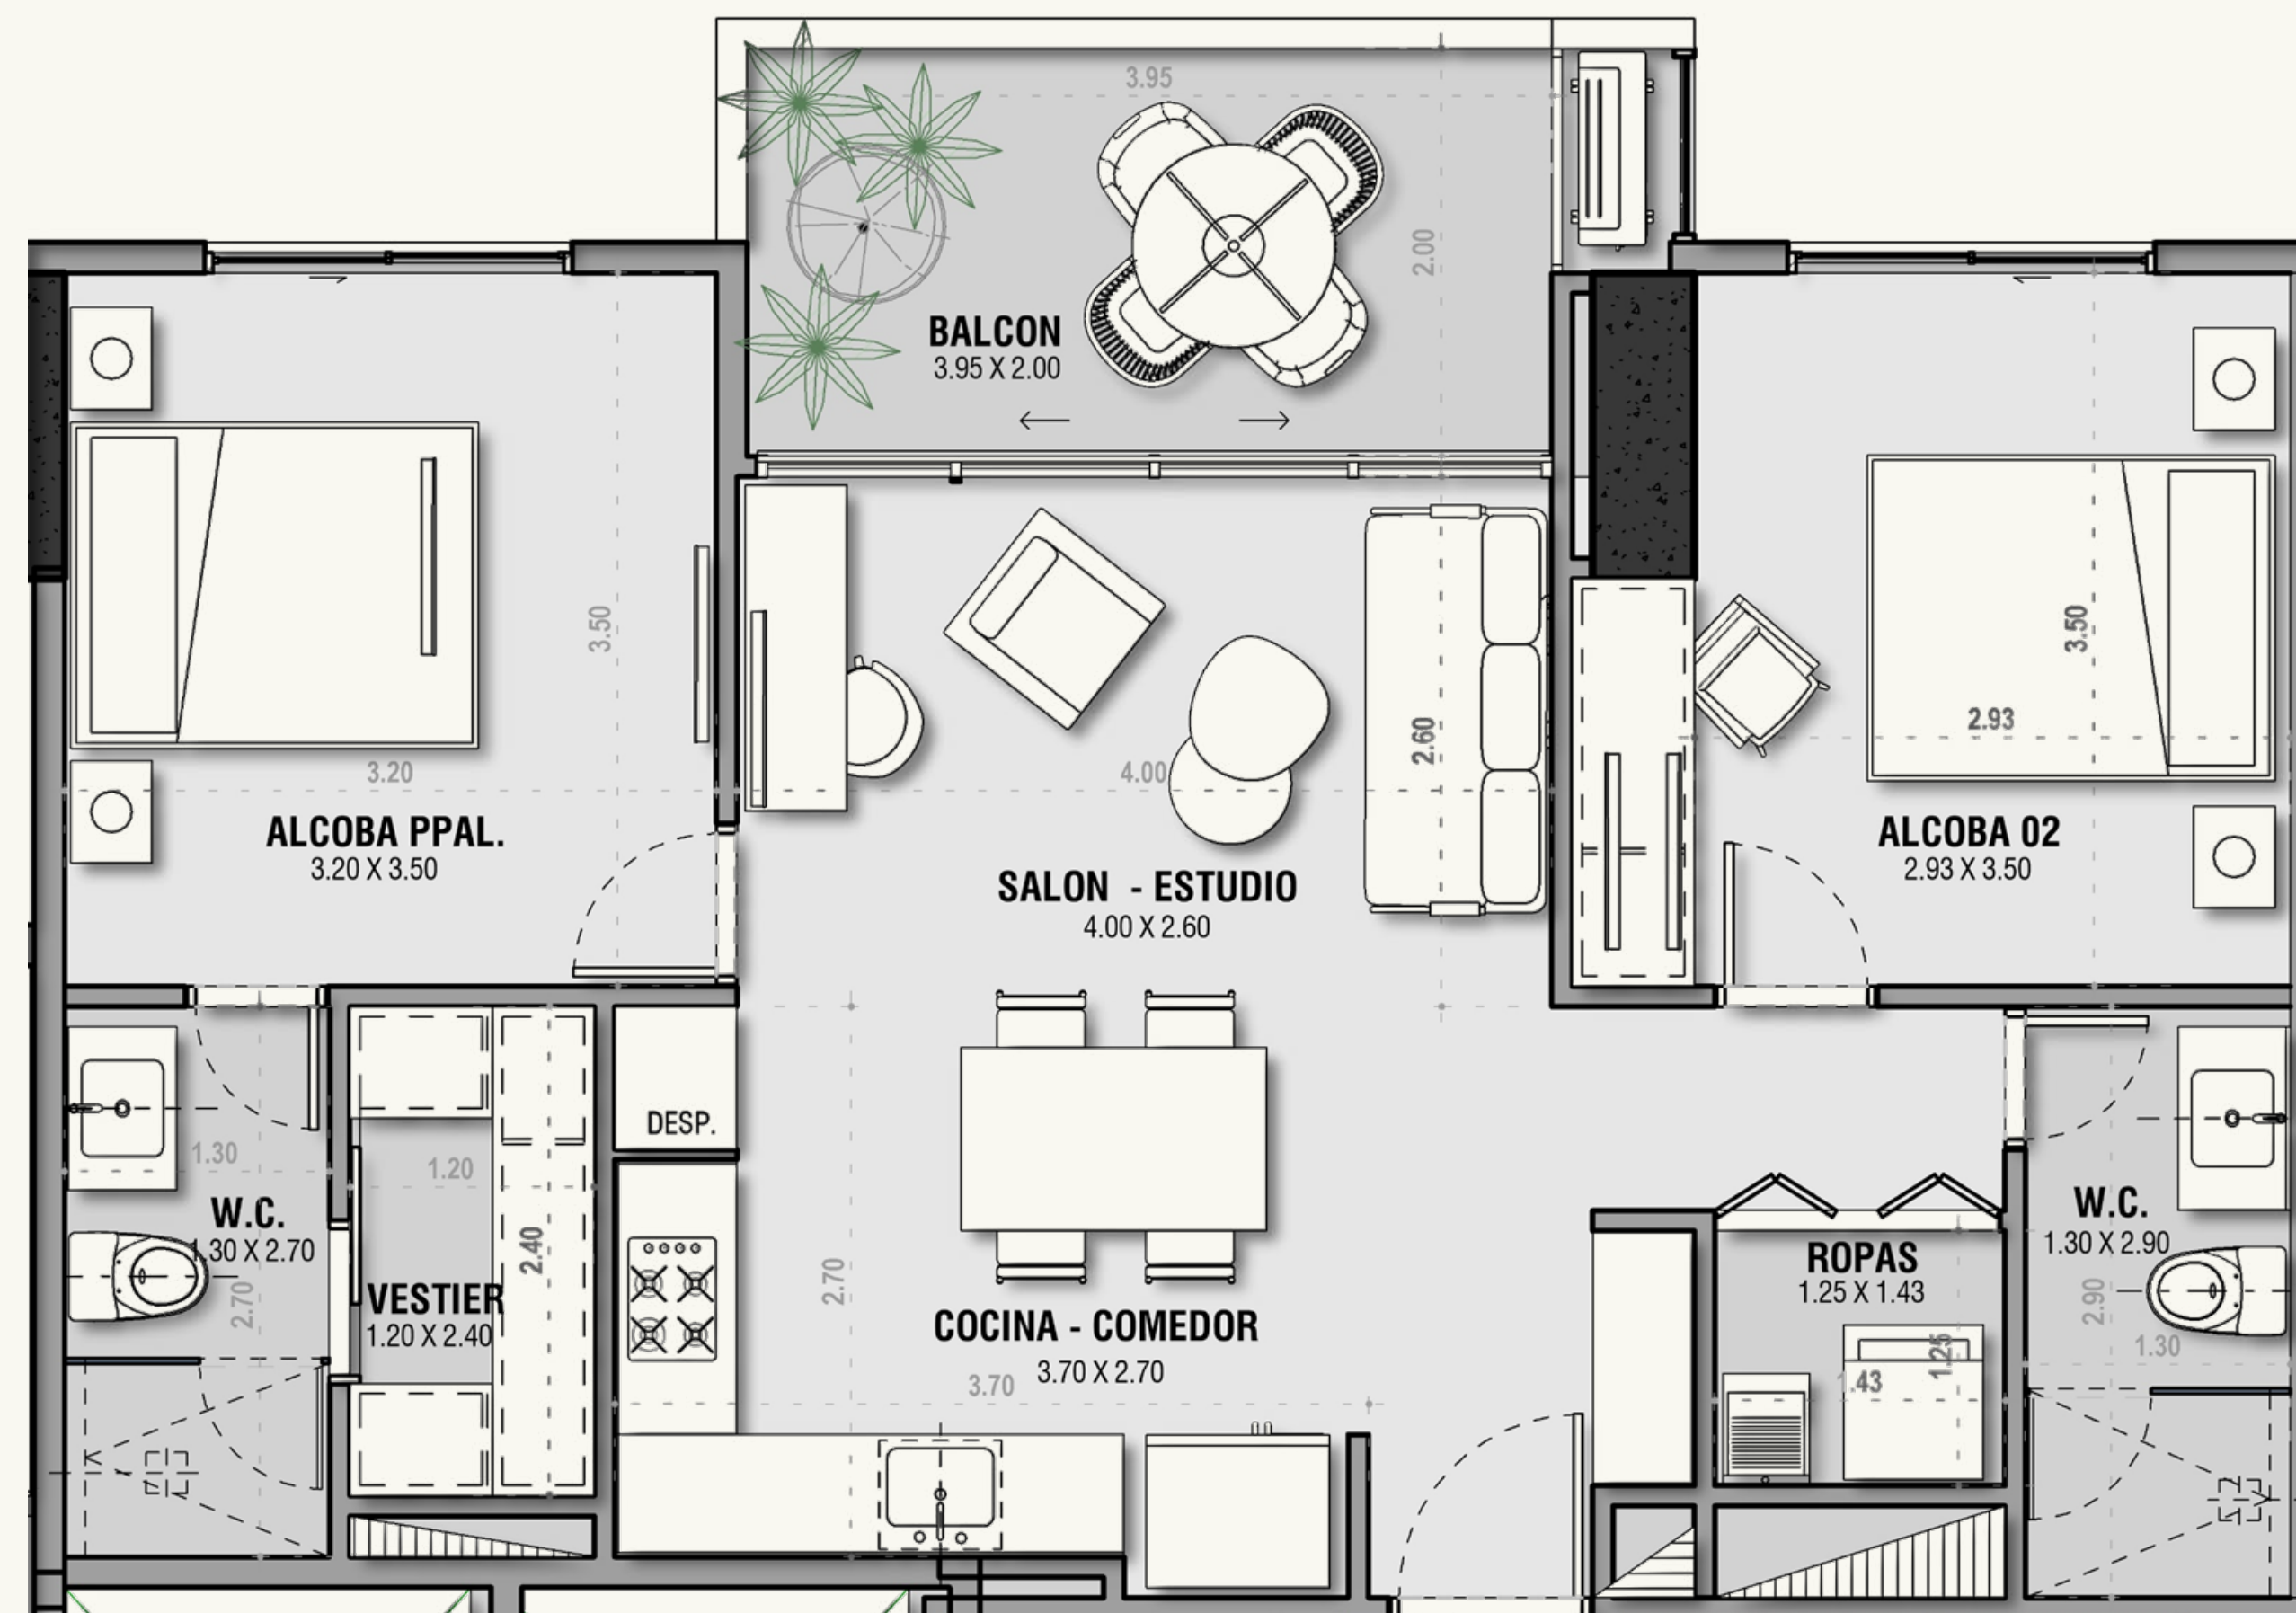 3.95
2.00
BALCON
3.95 X 2.00
3.50
3.20
ALCOBA PPAL.
3.20 X 3.50
4.00
2.60
SALON - ESTUDIO
4.00 X 2.60
3.50
2.93
ALCOBA 02
2.93 X 3.50
1.30
W.C.
1.30 X 2.70
2.70
1.20
2.40
VESTIER
1.20 X 2.40
DESP.
2.70
COCINA - COMEDOR
3.70 X 2.70
3.70
ROPAS
1.25 X 1.43
1.25
1.43
W.C.
1.30 X 2.90
2.90
1.30